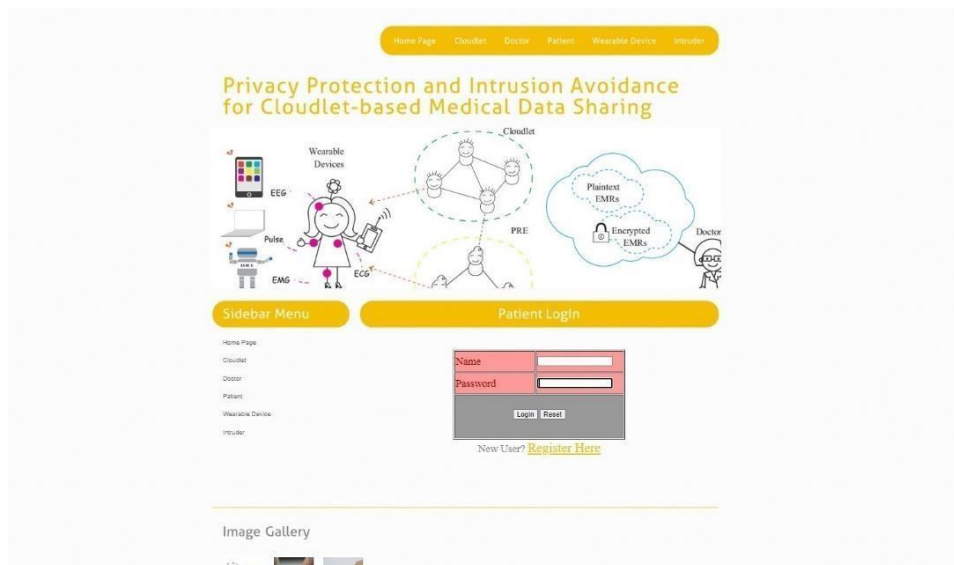 Home Page Cloudlet Doctor Patient Wearable Device Intruder
Privacy Protection and Intrusion Avoidance
for Cloudlet-based Medical Data Sharing
Cloudlet
Wearable
Devices
EEG
Plaintext
EMRs
Pulse
PRE
Encrypted
EMRs
Doctor
EMG
ECG
Sidebar Menu
Patient LogIn
Home Page
Cloudlet
Doctor
Patient
Wearable Device
Intruder
Name
Password
Login Reset
New User? Register Here
Image Gallery